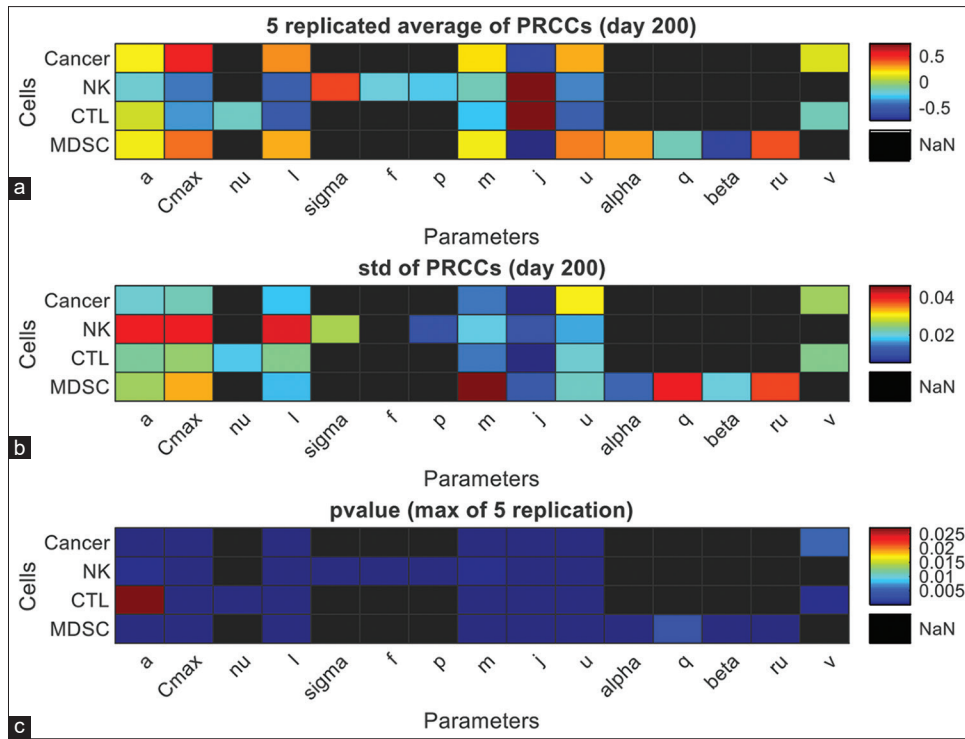 5 replicated average of PRCCs (day 200)
Cells
Cancer
NK
CTL
MDSC
0.5
0
-0.5
NaN
a Cmax nu l sigma f p m j u alpha q beta ru v
Parameters
a
std of PRCCs (day 200)
Cells
Cancer
NK
CTL
MDSC
0.04
0.02
NaN
a Cmax nu l sigma f p m j u alpha q beta ru v
Parameters
b
pvalue (max of 5 replication)
Cells
Cancer
NK
CTL
MDSC
0.025
0.02
0.015
0.01
0.005
NaN
a Cmax nu l sigma f p m j u alpha q beta ru v
Parameters
c